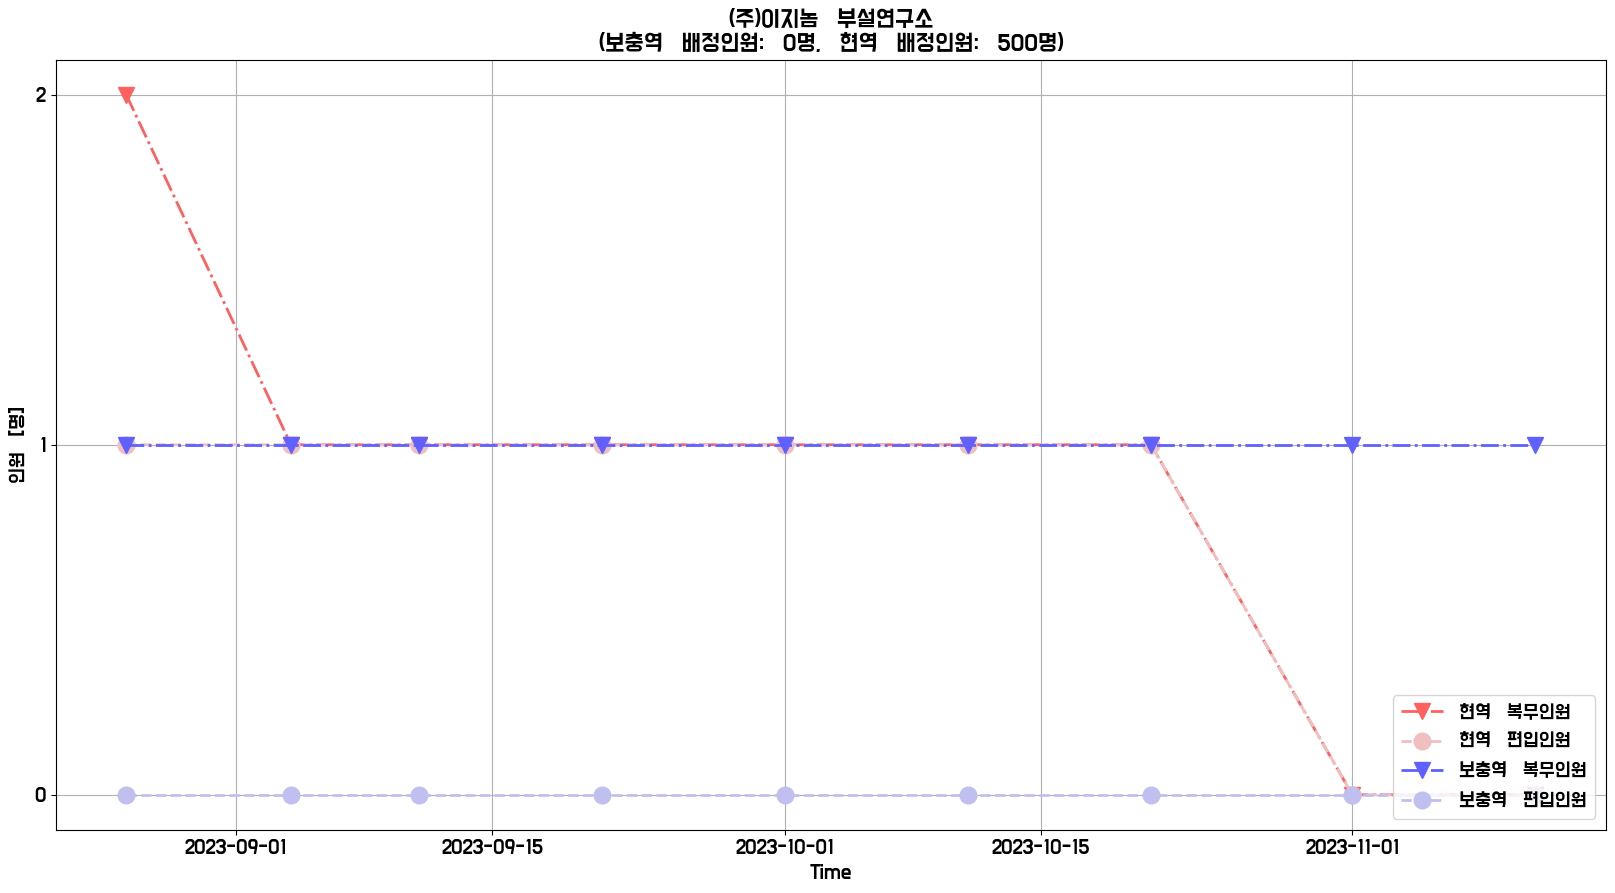 (주)이지놈 부설연구소
(보충역 배정인원: 0명, 현역 배정인원: 500명)
2
1
0
인원 [명]
현역 복무인원
현역 편입인원
보충역 복무인원
보충역 편입인원
2023-09-01 2023-09-15 2023-10-01 2023-10-15 2023-11-01
Time